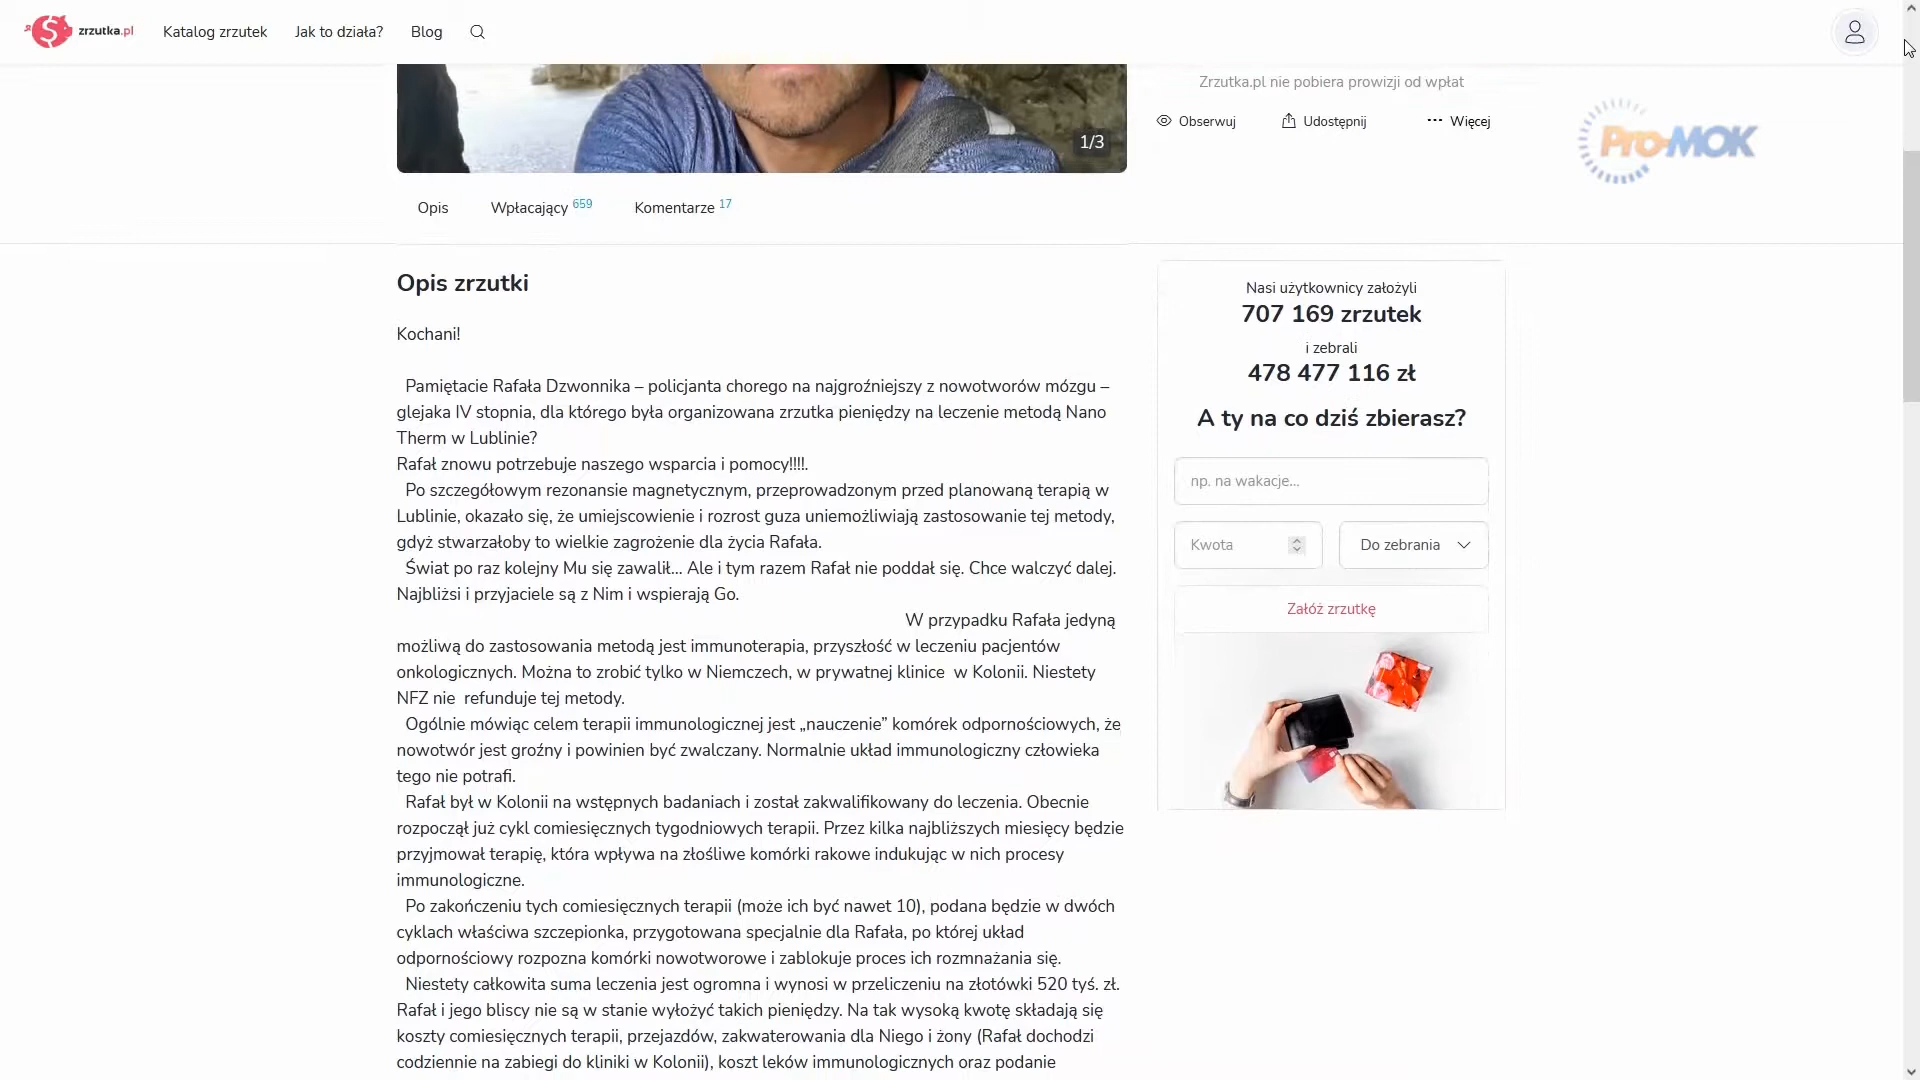 zrzutka.pl
Katalog zrzutek
Jak to działa?
Blog
Zrzutka.pl nie pobiera prowizji od wpłat
Obserwuj
Udostępnij
Więcej
Pro-MOK
1/3
Opis
Wpłacający 659
Komentarze 17
Opis zrzutki
Kochani!
Pamiętacie Rafała Dzwonnika – policjanta chorego na najgroźniejszy z nowotworów mózgu –
glejaka IV stopnia, dla którego była organizowana zrzutka pieniędzy na leczenie metodą Nano
Therm w Lublinie?
Rafał znowu potrzebuje naszego wsparcia i pomocy!!!!.
Po szczegółowym rezonansie magnetycznym, przeprowadzonym przed planowaną terapią w
Lublinie, okazało się, że umiejscowienie i rozrost guza uniemożliwiają zastosowanie tej metody,
gdyż stwarzałoby to wielkie zagrożenie dla życia Rafała.
Świat po raz kolejny Mu się zawalił... Ale i tym razem Rafał nie poddał się. Chce walczyć dalej.
Najbliżsi i przyjaciele są z Nim i wspierają Go.
W przypadku Rafała jedyną
możliwą do zastosowania metodą jest immunoterapia, przyszłość w leczeniu pacjentów
onkologicznych. Można to zrobić tylko w Niemczech, w prywatnej klinice w Kolonii. Niestety
NFZ nie refunduje tej metody.
Ogólnie mówiąc celem terapii immunologicznej jest „nauczenie” komórek odpornościowych, że
nowotwór jest groźny i powinien być zwalczany. Normalnie układ immunologiczny człowieka
tego nie potrafi.
Rafał był w Kolonii na wstępnych badaniach i został zakwalifikowany do leczenia. Obecnie
rozpoczął już cykl comiesięcznych tygodniowych terapii. Przez kilka najbliższych miesięcy będzie
przyjmował terapię, która wpływa na złośliwe komórki rakowe indukując w nich procesy
immunologiczne.
Po zakończeniu tych comiesięcznych terapii (może ich być nawet 10), podana będzie w dwóch
cyklach właściwa szczepionka, przygotowana specjalnie dla Rafała, po której układ
odpornościowy rozpozna komórki nowotworowe i zablokuje proces ich rozmnażania się.
Niestety całkowita suma leczenia jest ogromna i wynosi w przeliczeniu na złotówki 520 tyś. zł.
Rafał i jego bliscy nie są w stanie wyłożyć takich pieniędzy. Na tak wysoką kwotę składają się
koszty comiesięcznych terapii, przejazdów, zakwaterowania dla Niego i żony (Rafał dochodzi
codziennie na zabiegi do kliniki w Kolonii), koszt leków immunologicznych oraz podanie
Nasi użytkownicy założyli
707 169 zrzutek
i zebrali
478 477 116 zł
A ty na co dziś zbierasz?
np. na wakacje...
Kwota
Do zebrania
Załóż zrzutkę